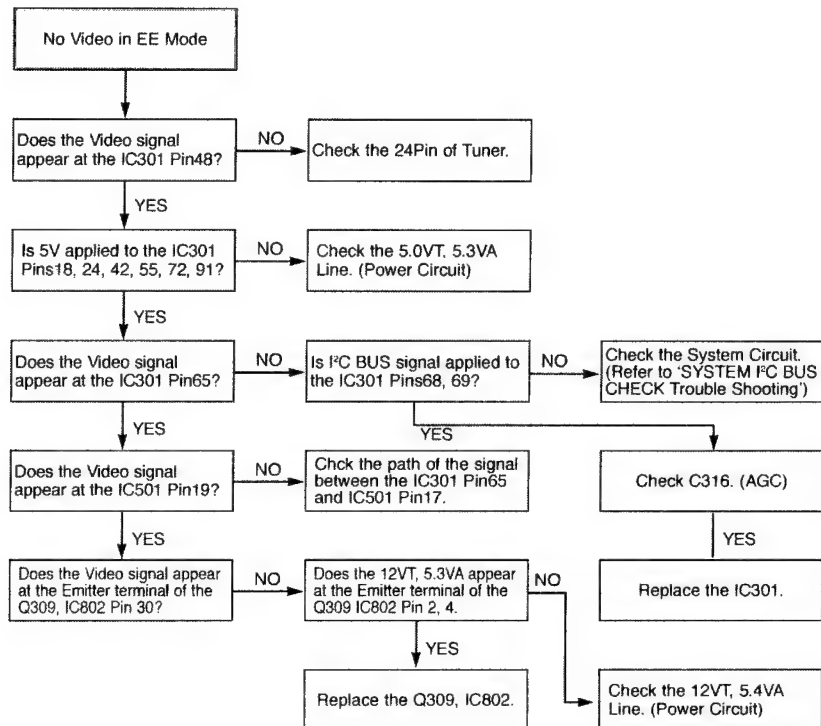 No Video in EE Mode
Does the Video signal
appear at the IC301 Pin48?
NO
Check the 24Pin of Tuner.
YES
Is 5V applied to the IC301
Pins18, 24, 42, 55, 72, 91?
NO
Check the 5.0VT, 5.3VA
Line. (Power Circuit)
YES
Does the Video signal
appear at the IC301 Pin65?
NO
Is I²C BUS signal applied to
the IC301 Pins68, 69?
NO
Check the System Circuit.
(Refer to 'SYSTEM I²C BUS
CHECK Trouble Shooting')
YES
YES
Does the Video signal
appear at the IC501 Pin19?
NO
Chck the path of the signal
between the IC301 Pin65
and IC501 Pin17.
Check C316. (AGC)
YES
YES
Does the Video signal appear
at the Emitter terminal of the
Q309, IC802 Pin 30?
NO
Does the 12VT, 5.3VA appear
at the Emitter terminal of the
Q309 IC802 Pin 2, 4.
NO
Replace the IC301.
YES
Replace the Q309, IC802.
Check the 12VT, 5.4VA
Line. (Power Circuit)